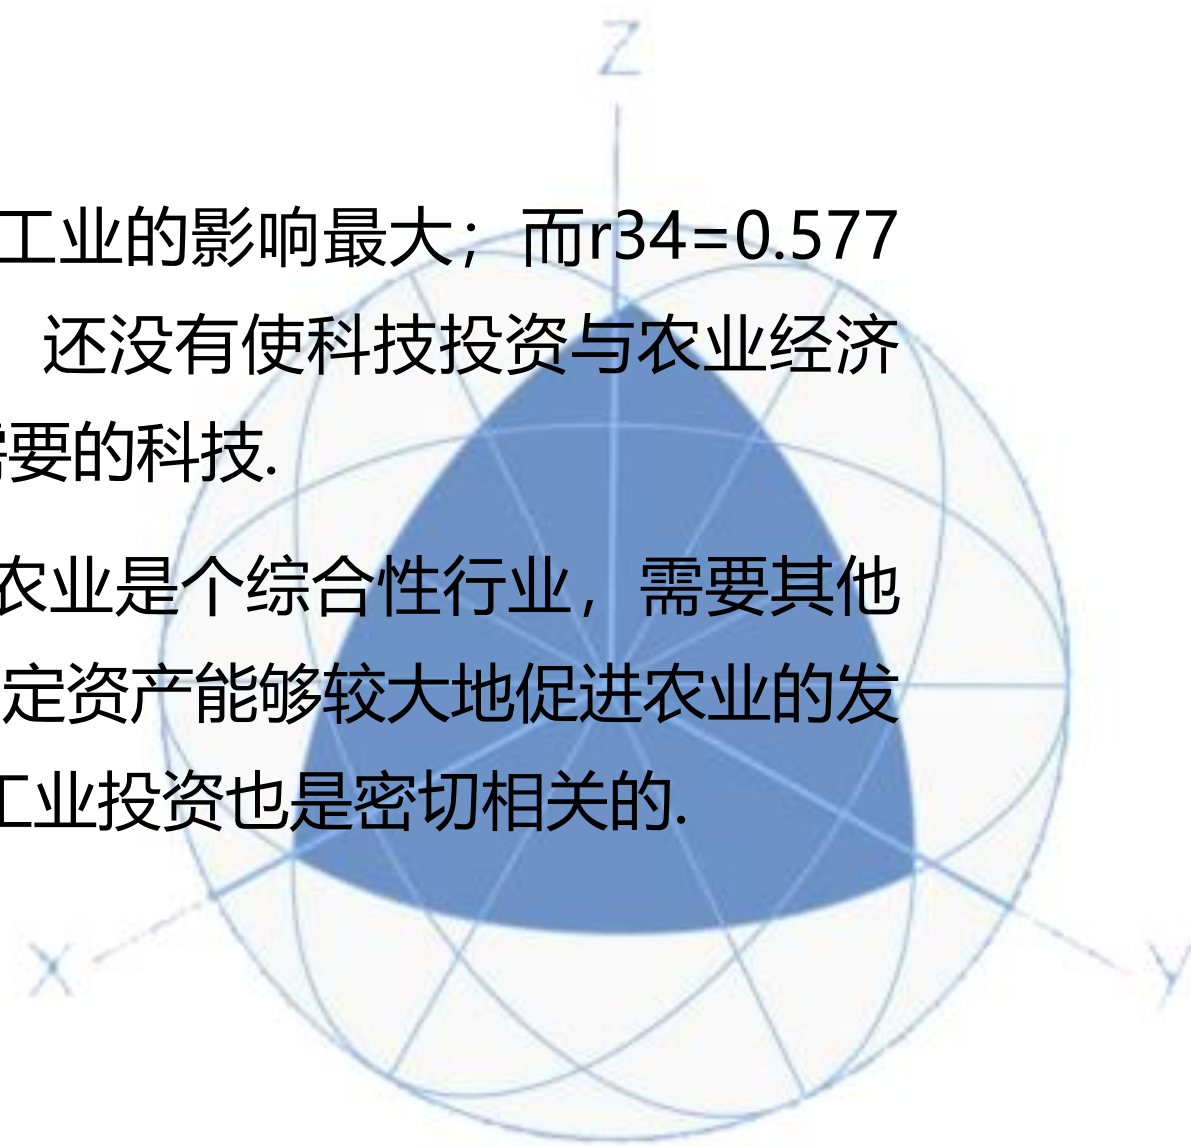 Z
工业的影响最大；而r34=0.577
还没有使科技投资与农业经济
需要的科技.
农业是个综合性行业，需要其他
定资产能够较大地促进农业的发
工业投资也是密切相关的.
X
y